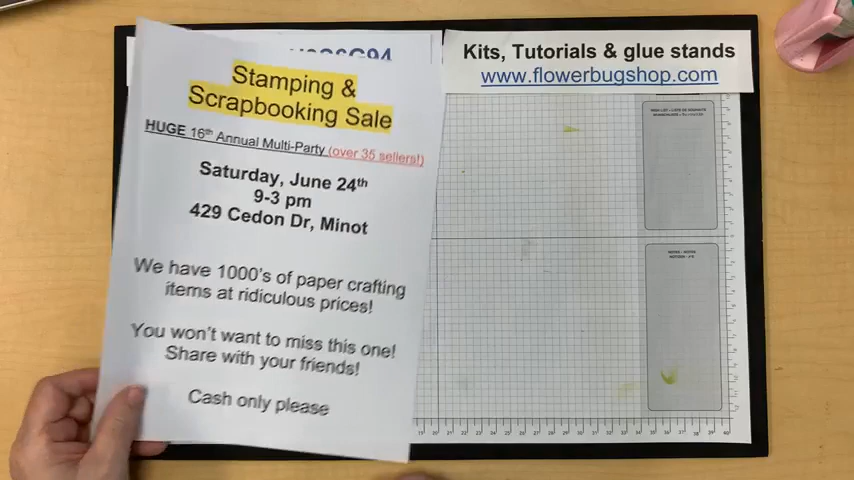 Kits, Tutorials & glue stands
www.flowerbugshop.com
Stamping &
Scrapbooking Sale
HUGE 16th Annual Multi-Party (over 35 sellers!)
Saturday, June 24th
9-3 pm
429 Cedon Dr, Minot
We have 1000's of paper crafting
items at ridiculous prices!
You won't want to miss this one!
Share with your friends!
Cash only please